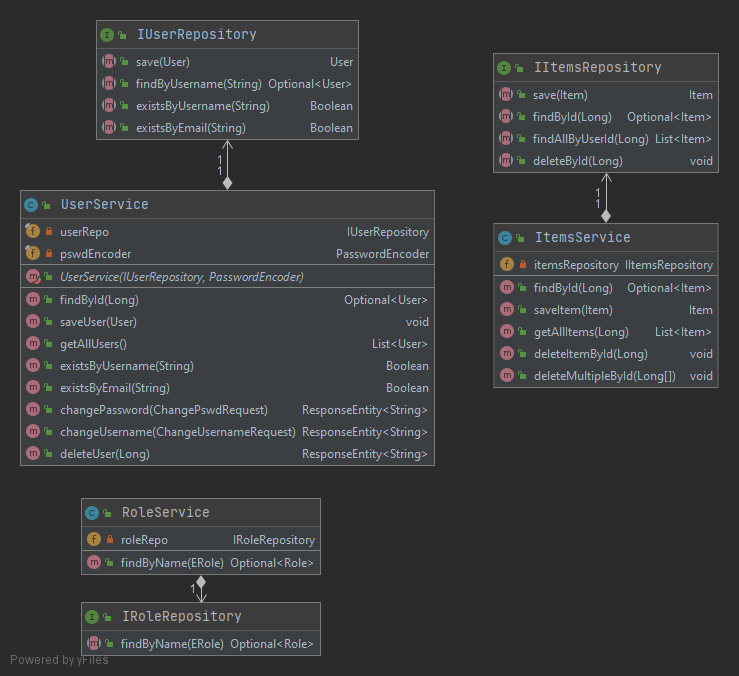 IUserRepository
save(User) User
findByUsername(String) Optional<User>
existsByUsername(String) Boolean
existsByEmail(String) Boolean
IItemsRepository
save(Item) Item
findById(Long) Optional<Item>
findAllByUserId(Long) List<Item>
deleteById(Long) void
1
1
1
1
UserService
userRepo IUserRepository
pswdEncoder PasswordEncoder
UserService(IUserRepository, PasswordEncoder)
findById(Long) Optional<User>
saveUser(User) void
getAllUsers() List<User>
existsByUsername(String) Boolean
existsByEmail(String) Boolean
changePassword(ChangePswdRequest) ResponseEntity<String>
changeUsername(ChangeUsernameRequest) ResponseEntity<String>
deleteUser(Long) ResponseEntity<String>
ItemsService
itemsRepository IItemsRepository
findById(Long) Optional<Item>
saveItem(Item) Item
getAllItems(Long) List<Item>
deleteItemById(Long) void
deleteMultipleById(Long[]) void
RoleService
roleRepo IRoleRepository
findByName(ERole) Optional<Role>
1
IRoleRepository
findByName(ERole) Optional<Role>
Powered by yFiles